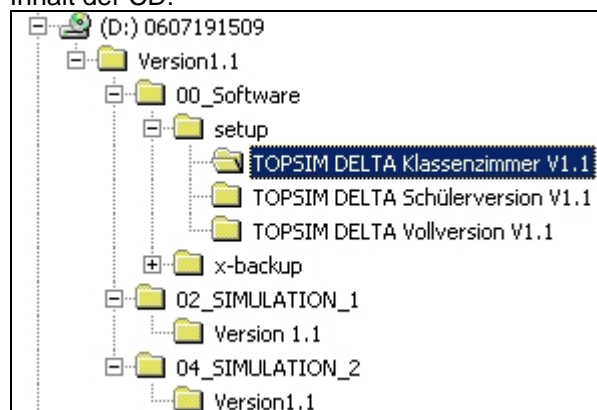 Inhalt der CD:
(D:) 0607191509
Version1.1
00_Software
setup
TOPSIM DELTA Klassenzimmer V1.1
TOPSIM DELTA Schülerversion V1.1
TOPSIM DELTA Vollversion V1.1
x-backup
02_SIMULATION_1
Version 1.1
04_SIMULATION_2
Version1.1